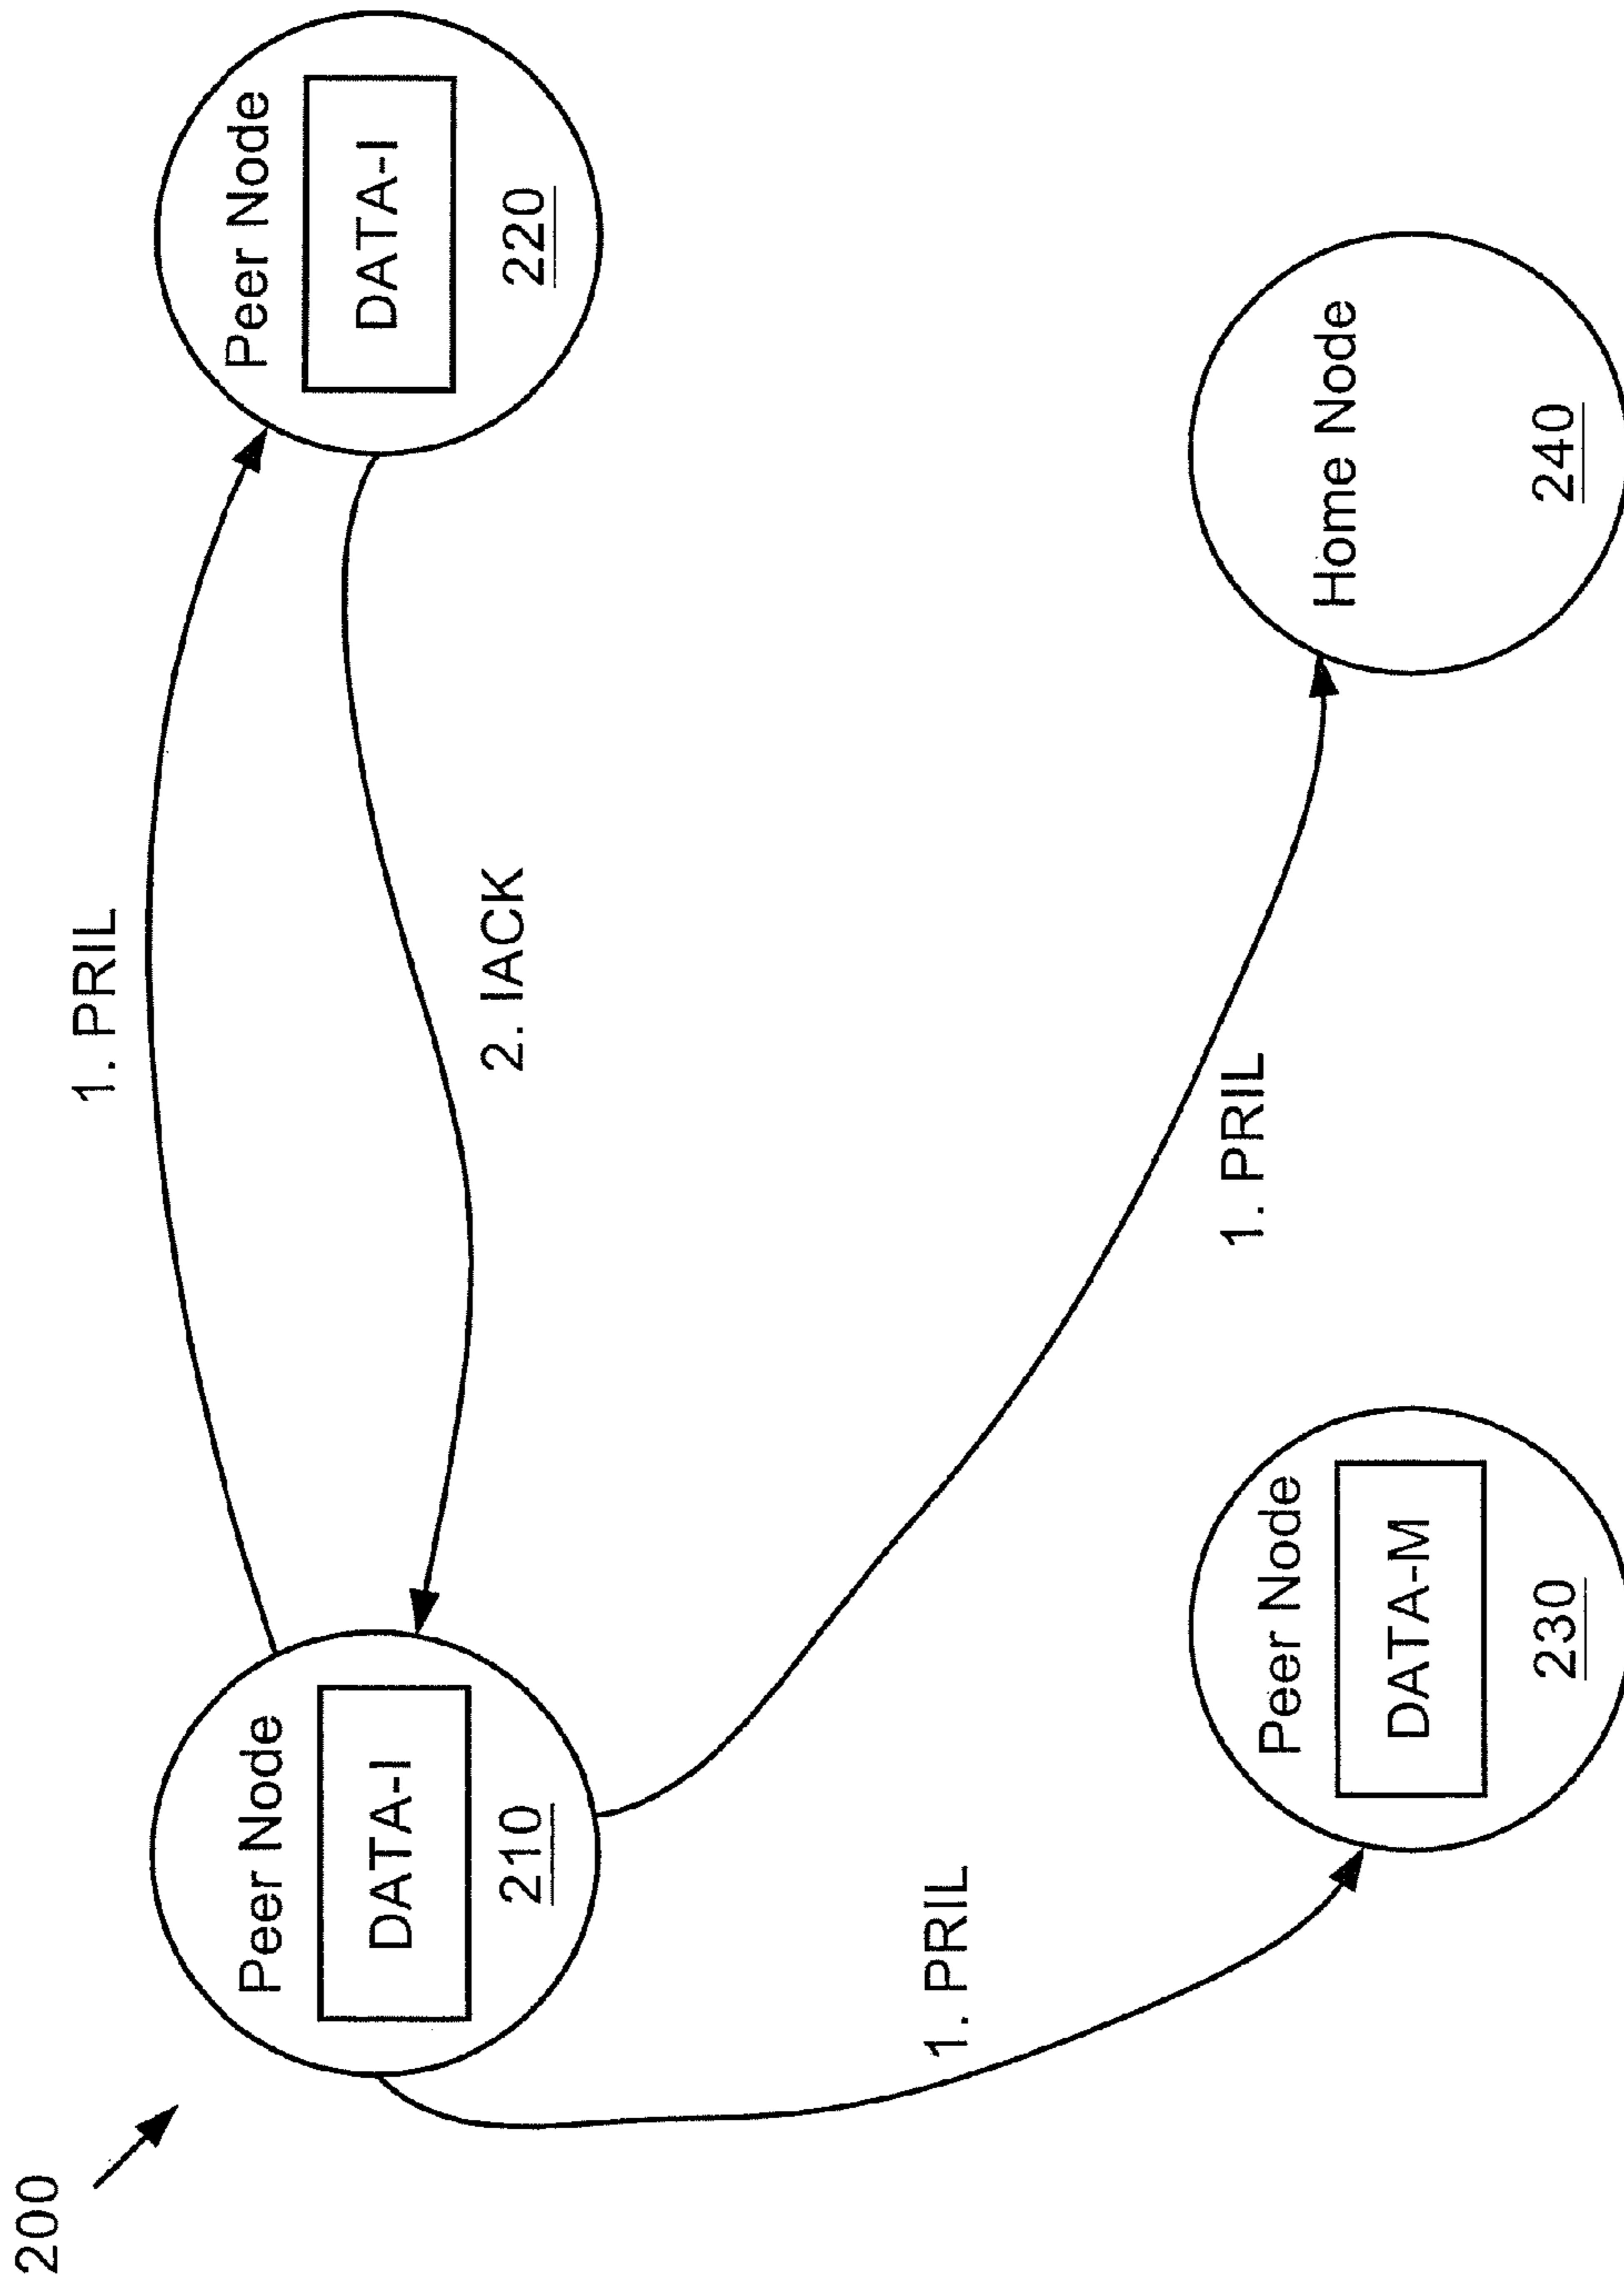 200
Peer Node
DATA-I
210
1. PRIL
2. IACK
Peer Node
DATA-I
220
1. PRIL
1. PRIL
Peer Node
DATA-M
230
Home Node
240